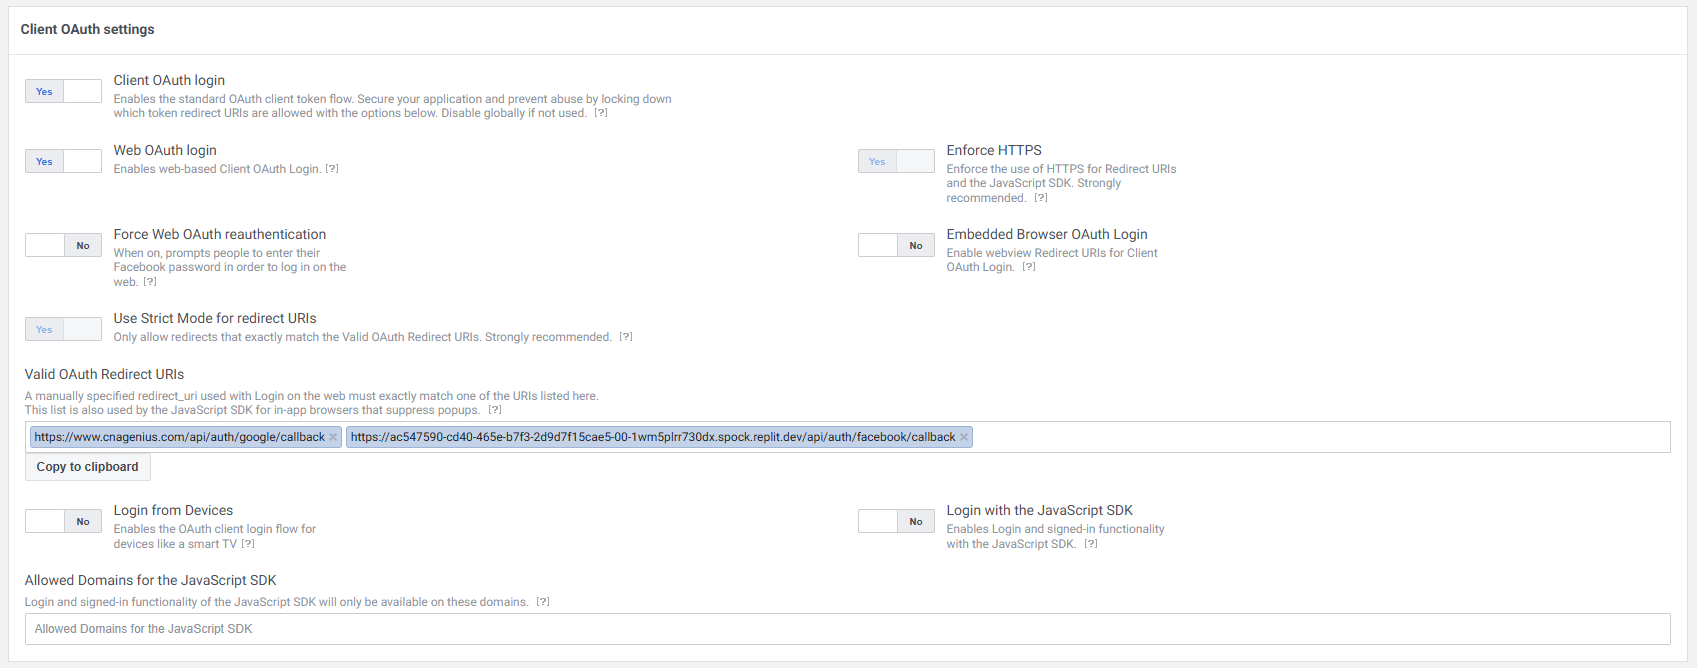 Client OAuth settings
Yes
Client OAuth login
Enables the standard OAuth client token flow. Secure your application and prevent abuse by locking down
which token redirect URIs are allowed with the options below. Disable globally if not used. [?]
Yes
Web OAuth login
Enables web-based Client OAuth Login. [?]
Yes
Enforce HTTPS
Enforce the use of HTTPS for Redirect URIs
and the JavaScript SDK. Strongly
recommended. [?]
No
Force Web OAuth reauthentication
When on, prompts people to enter their
Facebook password in order to log in on the
web. [?]
No
Embedded Browser OAuth Login
Enable webview Redirect URIs for Client
OAuth Login. [?]
Yes
Use Strict Mode for redirect URIs
Only allow redirects that exactly match the Valid OAuth Redirect URIs. Strongly recommended. [?]
Valid OAuth Redirect URIs
A manually specified redirect_uri used with Login on the web must exactly match one of the URIs listed here.
This list is also used by the JavaScript SDK for in-app browsers that suppress popups. [?]
https://www.cnagenius.com/api/auth/google/callback × https://ac547590-cd40-465e-b7f3-2d9d7f15cae5-00-1wm5plrr730dx.spock.replit.dev/api/auth/facebook/callback ×
Copy to clipboard
No
Login from Devices
Enables the OAuth client login flow for
devices like a smart TV [?]
No
Login with the JavaScript SDK
Enables Login and signed-in functionality
with the JavaScript SDK. [?]
Allowed Domains for the JavaScript SDK
Login and signed-in functionality of the JavaScript SDK will only be available on these domains. [?]
Allowed Domains for the JavaScript SDK